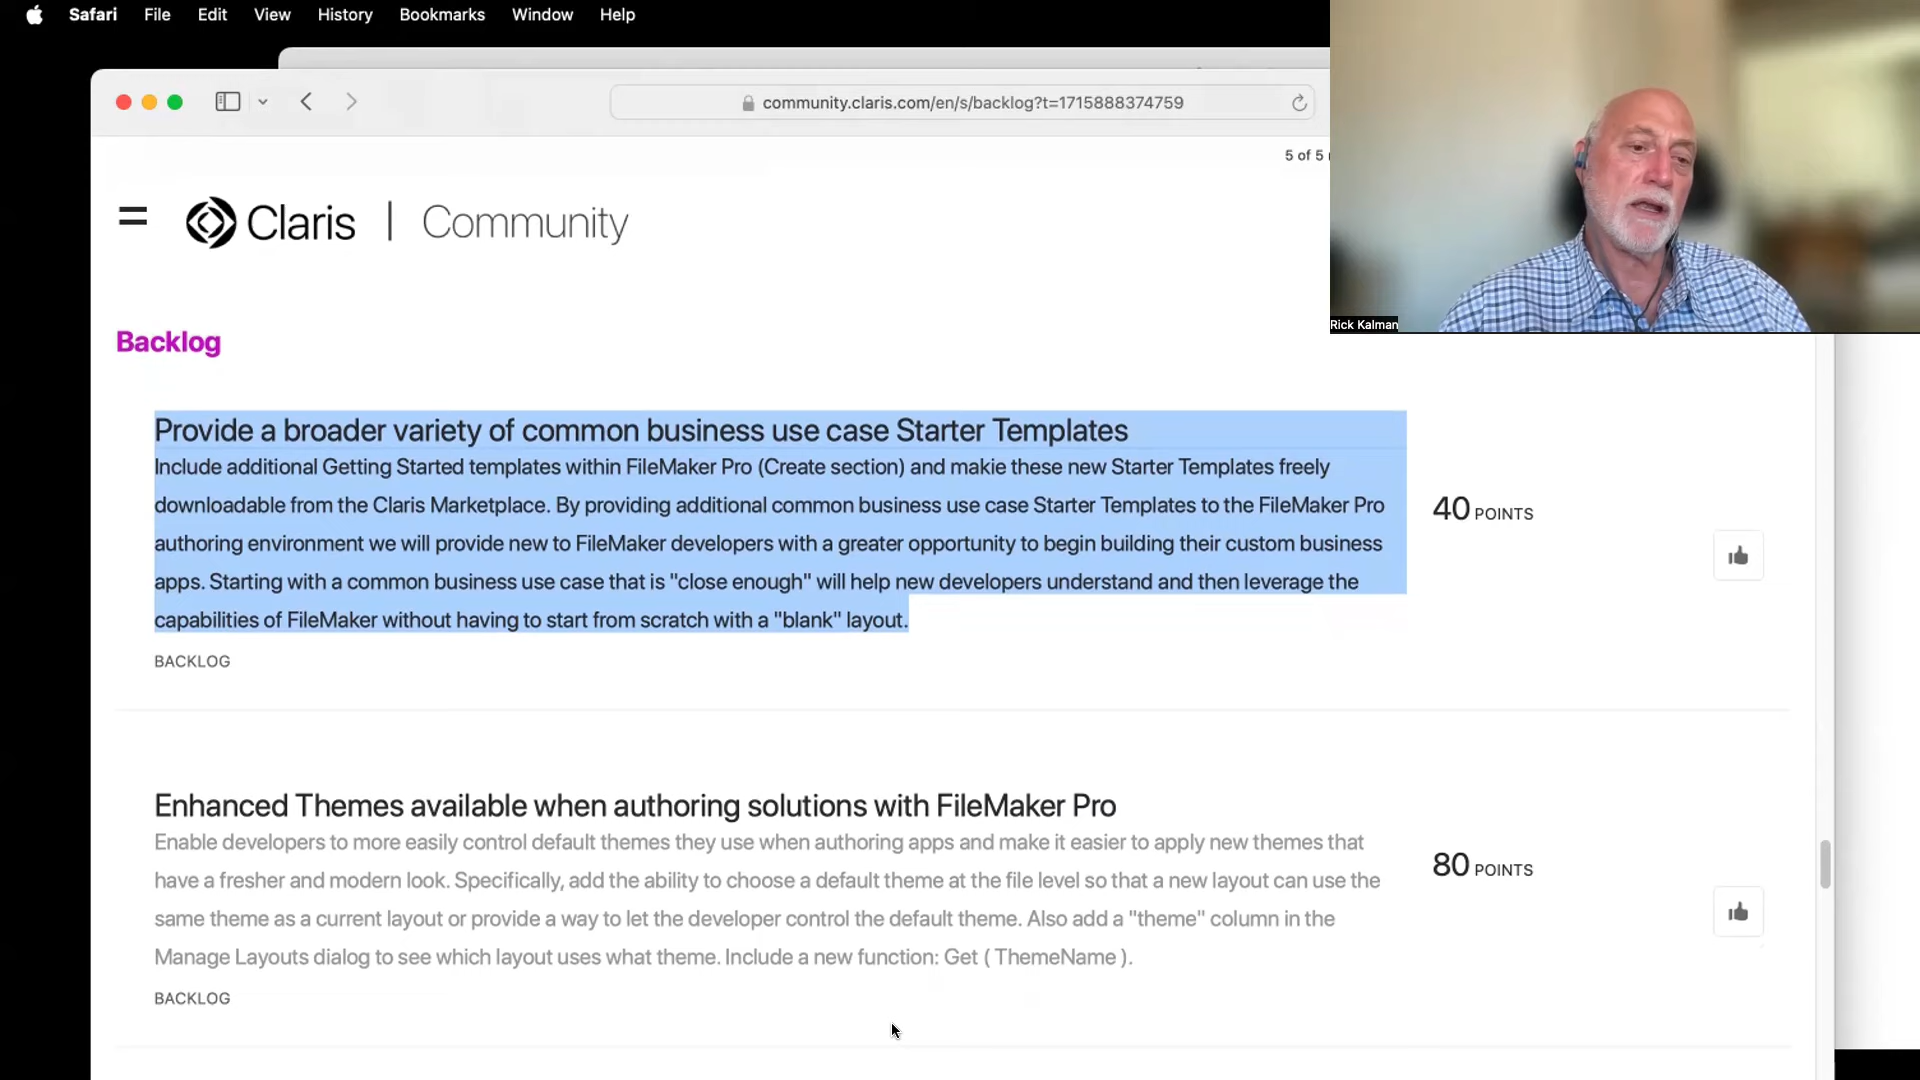 Safari File Edit View History Bookmarks Window Help
community.claris.com/en/s/backlog?t=1715888374759
5 of 5
Claris | Community
Rick Kalman
Backlog
Provide a broader variety of common business use case Starter Templates
Include additional Getting Started templates within FileMaker Pro (Create section) and makie these new Starter Templates freely
downloadable from the Claris Marketplace. By providing additional common business use case Starter Templates to the FileMaker Pro
authoring environment we will provide new to FileMaker developers with a greater opportunity to begin building their custom business
apps. Starting with a common business use case that is "close enough" will help new developers understand and then leverage the
capabilities of FileMaker without having to start from scratch with a "blank" layout.
40 POINTS
BACKLOG
Enhanced Themes available when authoring solutions with FileMaker Pro
Enable developers to more easily control default themes they use when authoring apps and make it easier to apply new themes that
have a fresher and modern look. Specifically, add the ability to choose a default theme at the file level so that a new layout can use the
same theme as a current layout or provide a way to let the developer control the default theme. Also add a "theme" column in the
Manage Layouts dialog to see which layout uses what theme. Include a new function: Get ( ThemeName ).
80 POINTS
BACKLOG